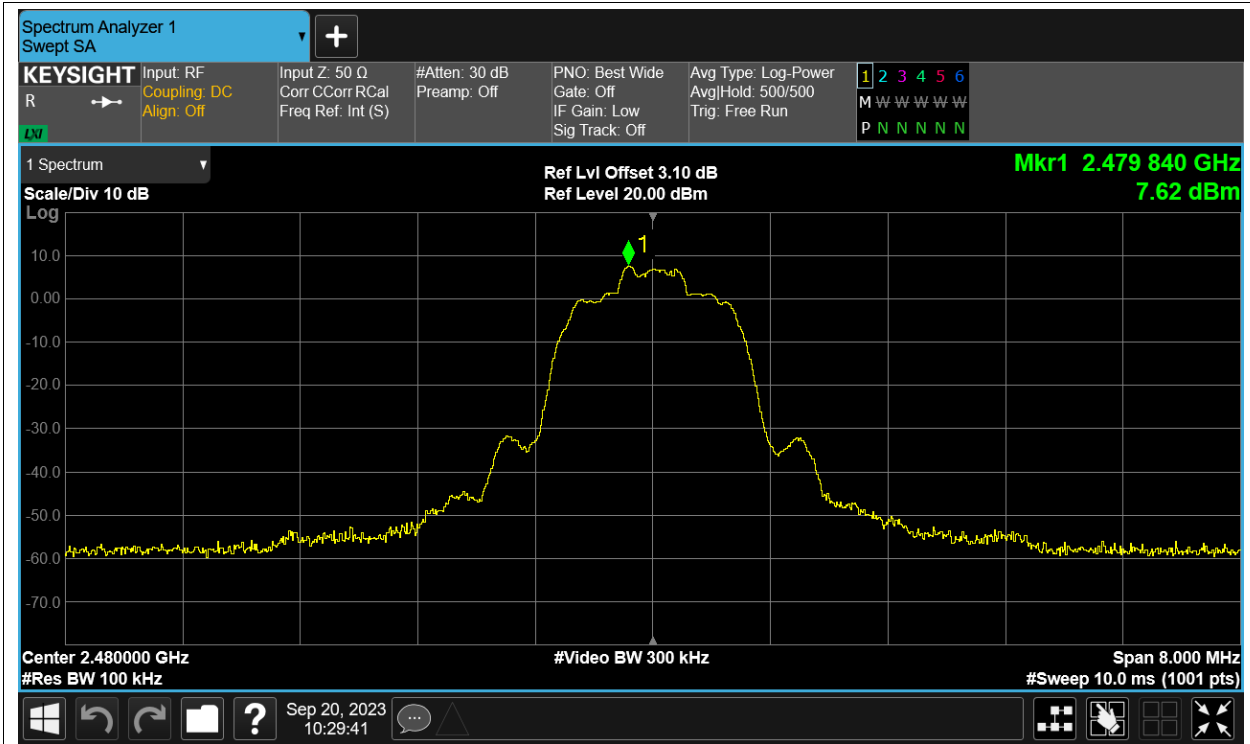 Spectrum Analyzer 1
Swept SA
KEYSIGHT
R
LXI
Input: RF
Coupling: DC
Align: Off
Input Z: 50 Ω
Corr CCorr RCal
Freq Ref: Int (S)
#Atten: 30 dB
Preamp: Off
PNO: Best Wide
Gate: Off
IF Gain: Low
Sig Track: Off
Avg Type: Log-Power
Avg|Hold: 500/500
Trig: Free Run
1 2 3 4 5 6
M W W W W W
P N N N N N
1 Spectrum
Scale/Div 10 dB
Log
Ref Lvl Offset 3.10 dB
Ref Level 20.00 dBm
Mkr1 2.479 840 GHz
7.62 dBm
1
10.0
0.00
-10.0
-20.0
-30.0
-40.0
-50.0
-60.0
-70.0
Center 2.480000 GHz
#Video BW 300 kHz
Span 8.000 MHz
#Res BW 100 kHz
#Sweep 10.0 ms (1001 pts)
?
Sep 20, 2023
10:29:41